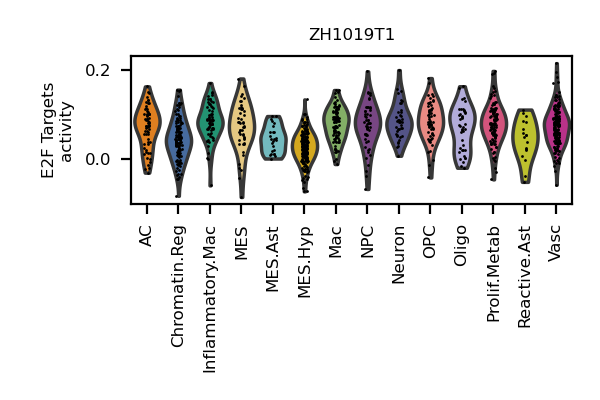 ZH1019T1
E2F Targets
activity
0.2
0.0
AC
Chromatin.Reg
Inflammatory.Mac
MES
MES.Ast
MES.Hyp
Mac
NPC
Neuron
OPC
Oligo
Prolif.Metab
Reactive.Ast
Vasc